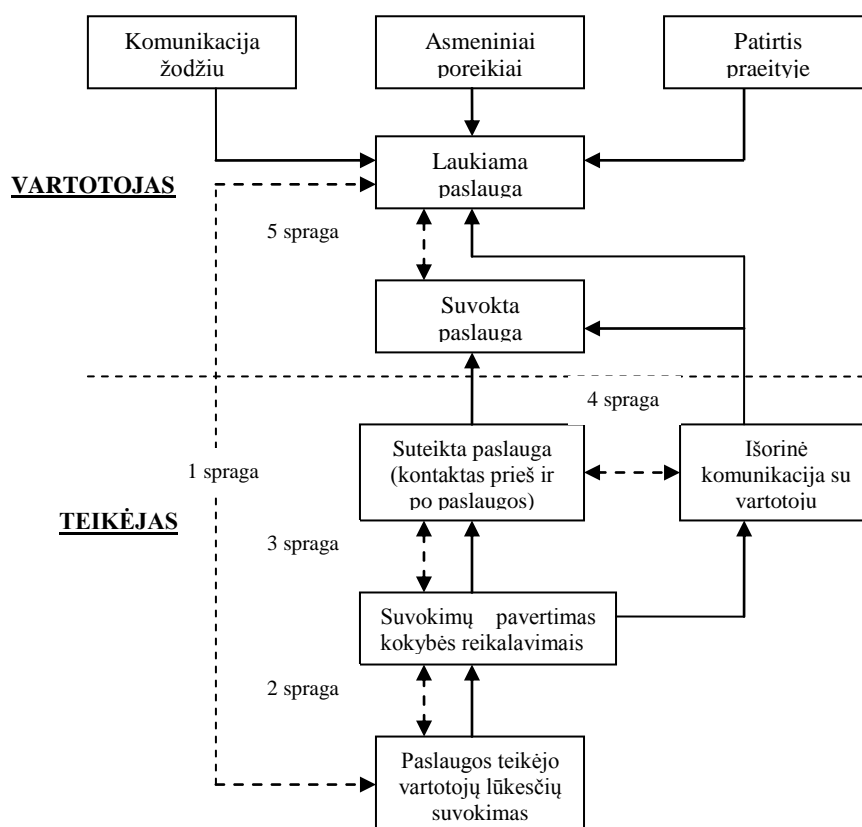 Komunikacija
žodžiu
Asmeniniai
poreikiai
Patirtis
praeityje
Laukiama
paslauga
VARTOTOJAS
5 spraga
Suvokta
paslauga
4 spraga
Suteikta paslauga
(kontaktas prieš ir
po paslaugos)
Išorinė
komunikacija su
vartotoju
1 spraga
TEIKĖJAS
3 spraga
Suvokimų pavertimas
kokybės reikalavimais
2 spraga
Paslaugos teikėjo
vartotojų lūkesčių
suvokimas